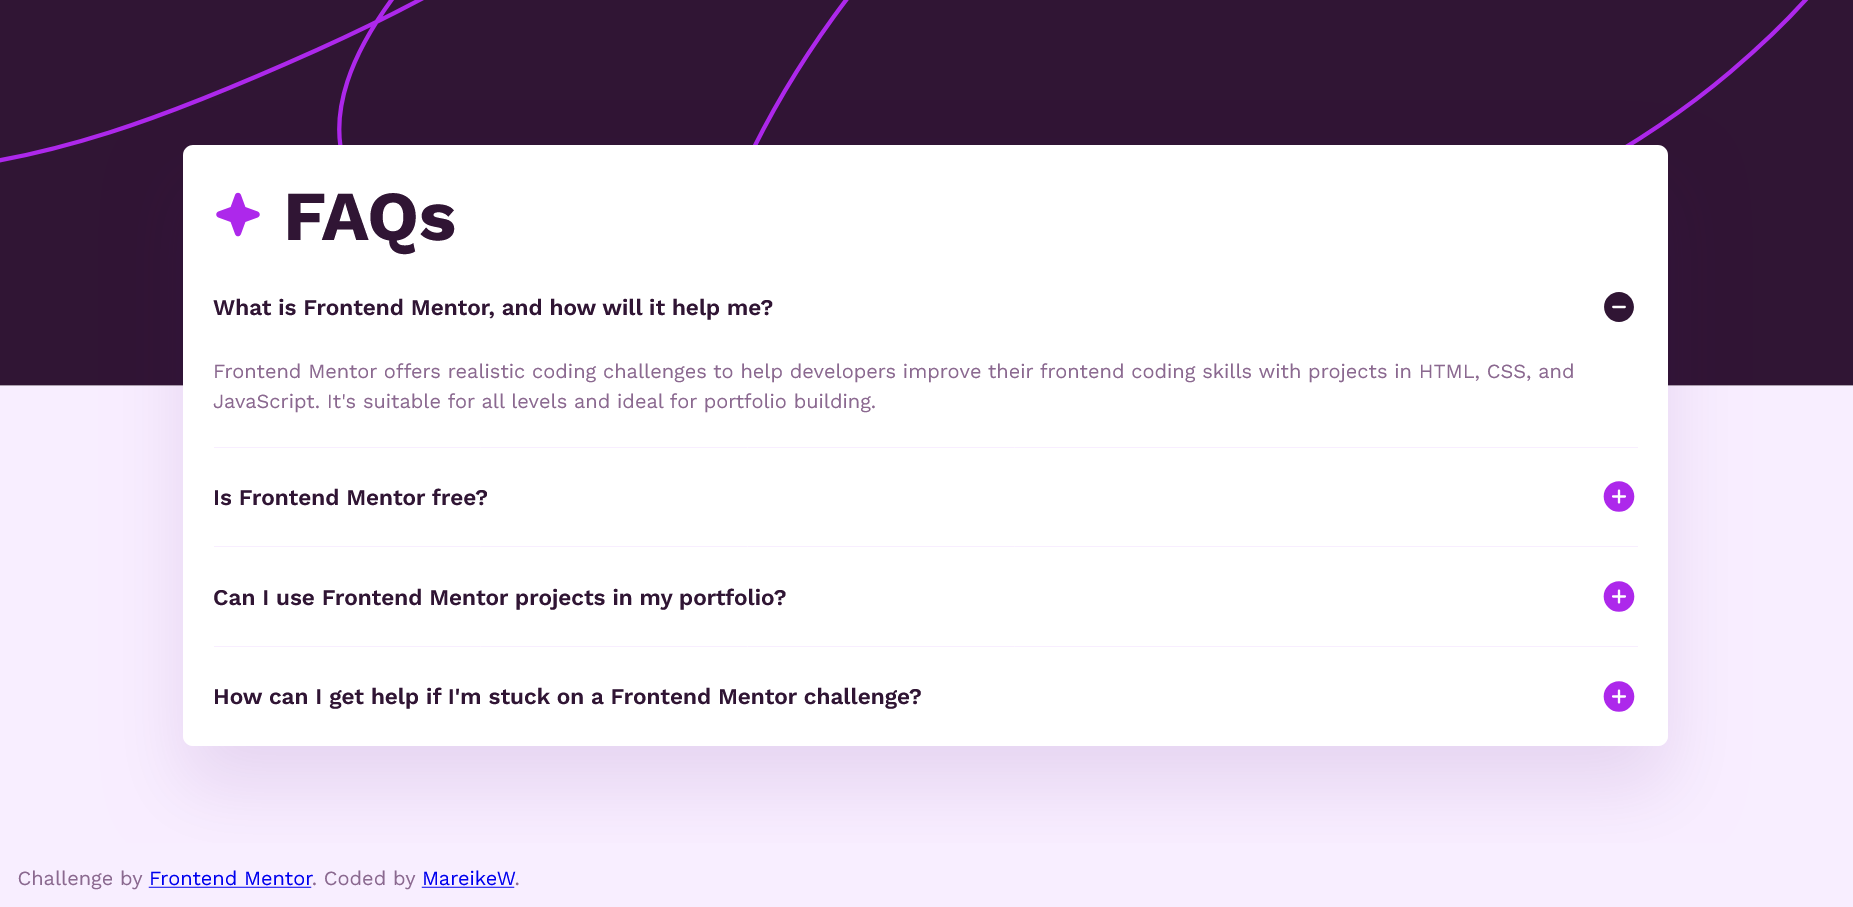 FAQs
What is Frontend Mentor, and how will it help me?
Frontend Mentor offers realistic coding challenges to help developers improve their frontend coding skills with projects in HTML, CSS, and
JavaScript. It's suitable for all levels and ideal for portfolio building.
Is Frontend Mentor free?
Can I use Frontend Mentor projects in my portfolio?
How can I get help if I'm stuck on a Frontend Mentor challenge?
Challenge by Frontend Mentor. Coded by MareikeW.